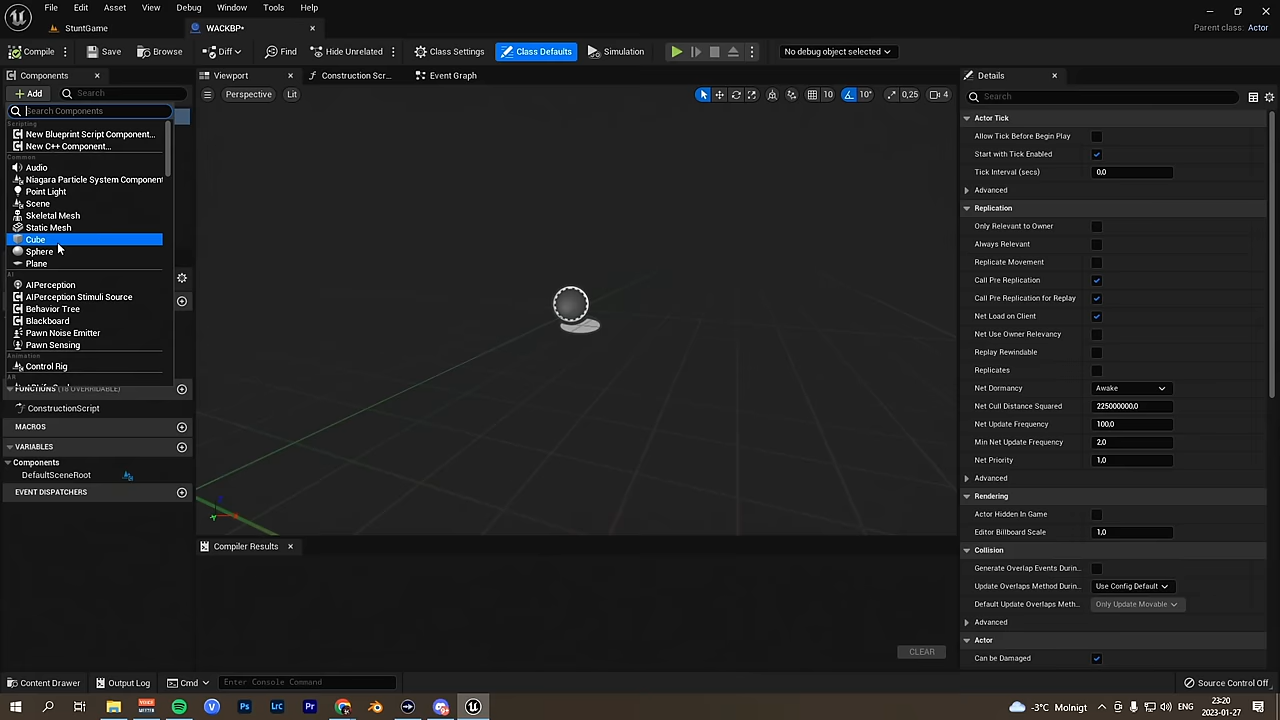 File Edit Asset View Debug Window Tools Help
StuntGame
WACKBP*
Parent class: Actor
Compile Save Browse Diff Find Hide Unrelated Class Settings Class Defaults Simulation No debug object selected
Components
Add Search
Search Components
Scripting
New Blueprint Script Component...
New C++ Component...
Common
Audio
Niagara Particle System Component
Point Light
Scene
Skeletal Mesh
Static Mesh
Cube
Sphere
Plane
AI
AIPerception
AIPerception Stimuli Source
Behavior Tree
Blackboard
Pawn Noise Emitter
Pawn Sensing
Animation
Control Rig
AR
FUNCTIONS (18 OVERRIDABLE)
ConstructionScript
MACROS
VARIABLES
Components
DefaultSceneRoot
EVENT DISPATCHERS
Viewport Construction Scr... Event Graph
Perspective Lit 10 10° 0,25 4
Compiler Results
CLEAR
Details
Search
Actor Tick
Allow Tick Before Begin Play
Start with Tick Enabled
Tick Interval (secs) 0,0
Advanced
Replication
Only Relevant to Owner
Always Relevant
Replicate Movement
Call Pre Replication
Call Pre Replication for Replay
Net Load on Client
Net Use Owner Relevancy
Replay Rewindable
Replicates
Net Dormancy Awake
Net Cull Distance Squared 225000000,0
Net Update Frequency 100,0
Min Net Update Frequency 2,0
Net Priority 1,0
Advanced
Rendering
Actor Hidden In Game
Editor Billboard Scale 1,0
Collision
Generate Overlap Events Durin...
Update Overlaps Method Durin... Use Config Default
Default Update Overlaps Meth... Only Update Movable
Advanced
Actor
Can be Damaged
Content Drawer Output Log Cmd Enter Console Command Source Control Off
-3°C Molnigt
23:20
2023-01-27